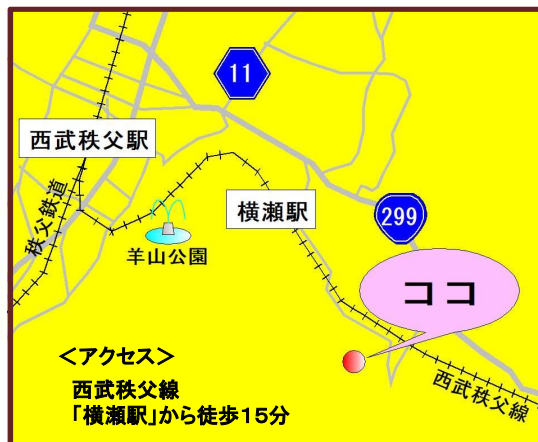 11
西武秩父駅
横瀬駅
299
秩父鉄道
羊山公園
ココ
西武秩父線
＜アクセス＞
西武秩父線
「横瀬駅」から徒歩15分